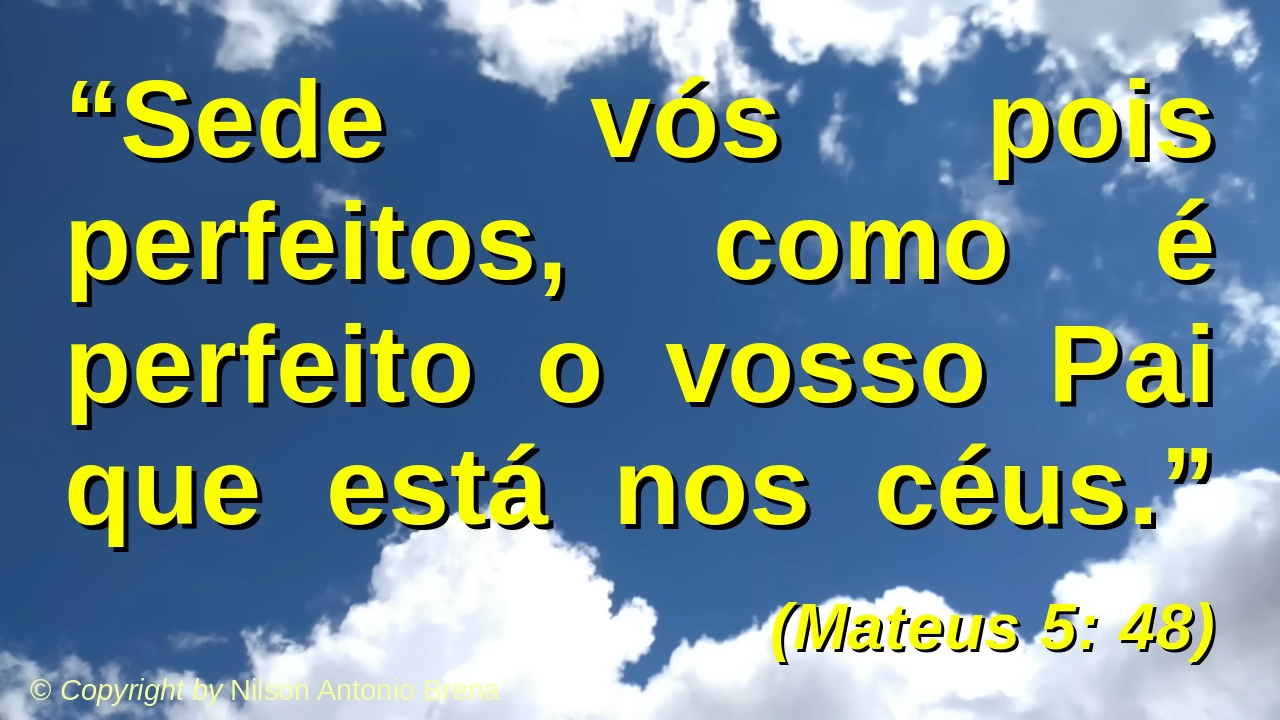 “Sede vós pois
perfeitos, como é
perfeito o vosso Pai
que está nos céus.”
(Mateus 5: 48)
© Copyright by Nilson Antonio Brena